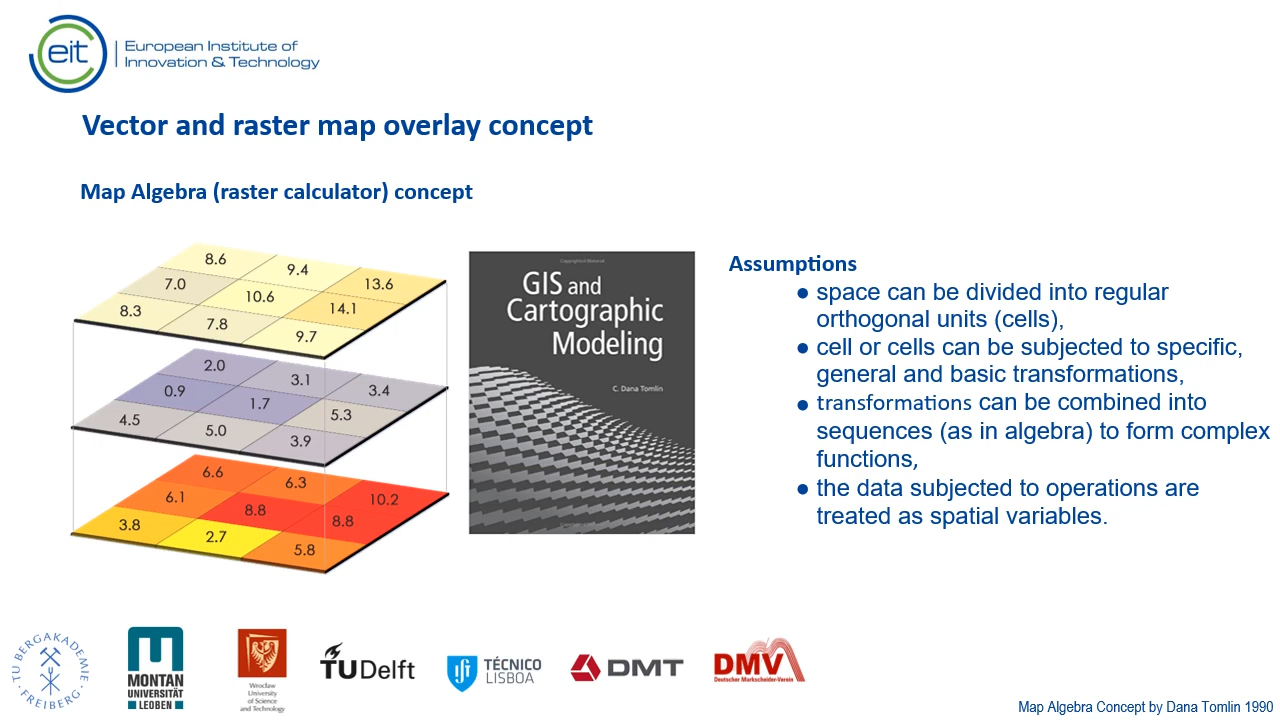 eit
European Institute of
Innovation & Technology
Vector and raster map overlay concept
Map Algebra (raster calculator) concept
8.6
9.4
13.6
7.0
10.6
14.1
8.3
7.8
9.7
2.0
3.1
3.4
0.9
1.7
5.3
4.5
5.0
3.9
6.6
6.3
10.2
6.1
8.8
8.8
3.8
2.7
5.8
Copyrighted Material
GIS and
Cartographic
Modeling
C. Dana Tomlin
Assumptions
● space can be divided into regular
orthogonal units (cells),
● cell or cells can be subjected to specific,
general and basic transformations,
● transformations can be combined into
sequences (as in algebra) to form complex
functions,
● the data subjected to operations are
treated as spatial variables.
· TU BERGAKADEMIE · FREIBERG ·
MONTAN
UNIVERSITÄT
LEOBEN
Wrocław
University
of Science
and Technology
TU Delft
TÉCNICO
LISBOA
DMT
DMV
Deutscher Markscheider-Verein
Map Algebra Concept by Dana Tomlin 1990